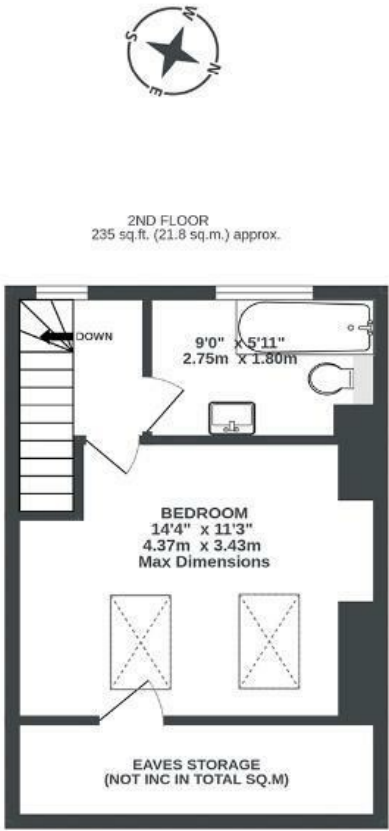 W
S
N
E
2ND FLOOR
235 sq.ft. (21.8 sq.m.) approx.
DOWN
9'0" x 5'11"
2.75m x 1.80m
BEDROOM
14'4" x 11'3"
4.37m x 3.43m
Max Dimensions
EAVES STORAGE
(NOT INC IN TOTAL SQ.M)